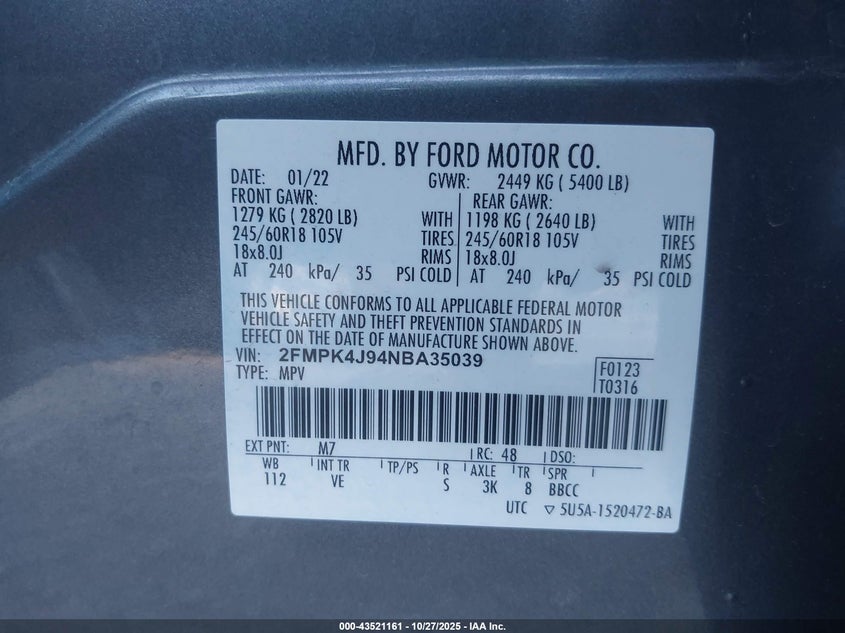 MFD. BY FORD MOTOR CO.
DATE: 01/22 GVWR: 2449 KG ( 5400 LB)
FRONT GAWR: REAR GAWR:
1279 KG ( 2820 LB) WITH 1198 KG ( 2640 LB) WITH
245/60R18 105V TIRES 245/60R18 105V TIRES
18x8.0J RIMS 18x8.0J RIMS
AT 240 kPa/ 35 PSI COLD AT 240 kPa/ 35 PSI COLD
THIS VEHICLE CONFORMS TO ALL APPLICABLE FEDERAL MOTOR
VEHICLE SAFETY AND THEFT PREVENTION STANDARDS IN
EFFECT ON THE DATE OF MANUFACTURE SHOWN ABOVE.
VIN: 2FMPK4J94NBA35039
TYPE: MPV
F0123
T0316
EXT PNT: M7 RC: 48 DSO:
WB INT TR TP/PS R AXLE TR SPR
112 VE S 3K 8 BBCC
UTC ▽ 5U5A-1520472-BA
000-43521161 - 10/27/2025 - IAA Inc.